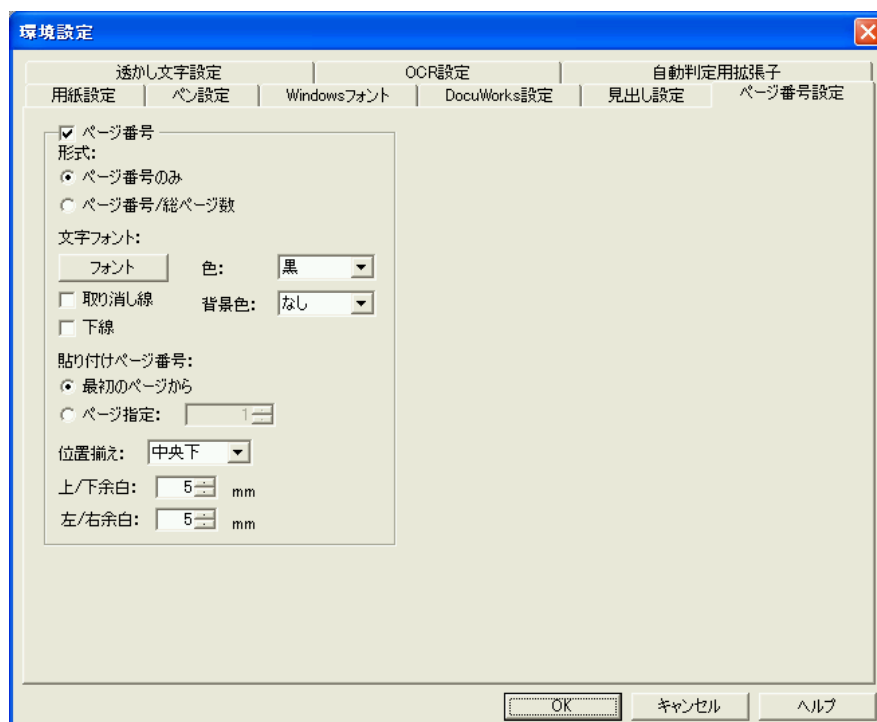 環境設定
透かし文字設定 OCR設定 自動判定用拡張子
用紙設定 ペン設定 Windowsフォント DocuWorks設定 見出し設定 ページ番号設定
ページ番号
形式:
ページ番号のみ
ページ番号/総ページ数
文字フォント:
フォント 色: 黒
取り消し線 背景色: なし
下線
貼り付けページ番号:
最初のページから
ページ指定: 1
位置揃え: 中央下
上/下余白: 5 mm
左/右余白: 5 mm
OK キャンセル ヘルプ